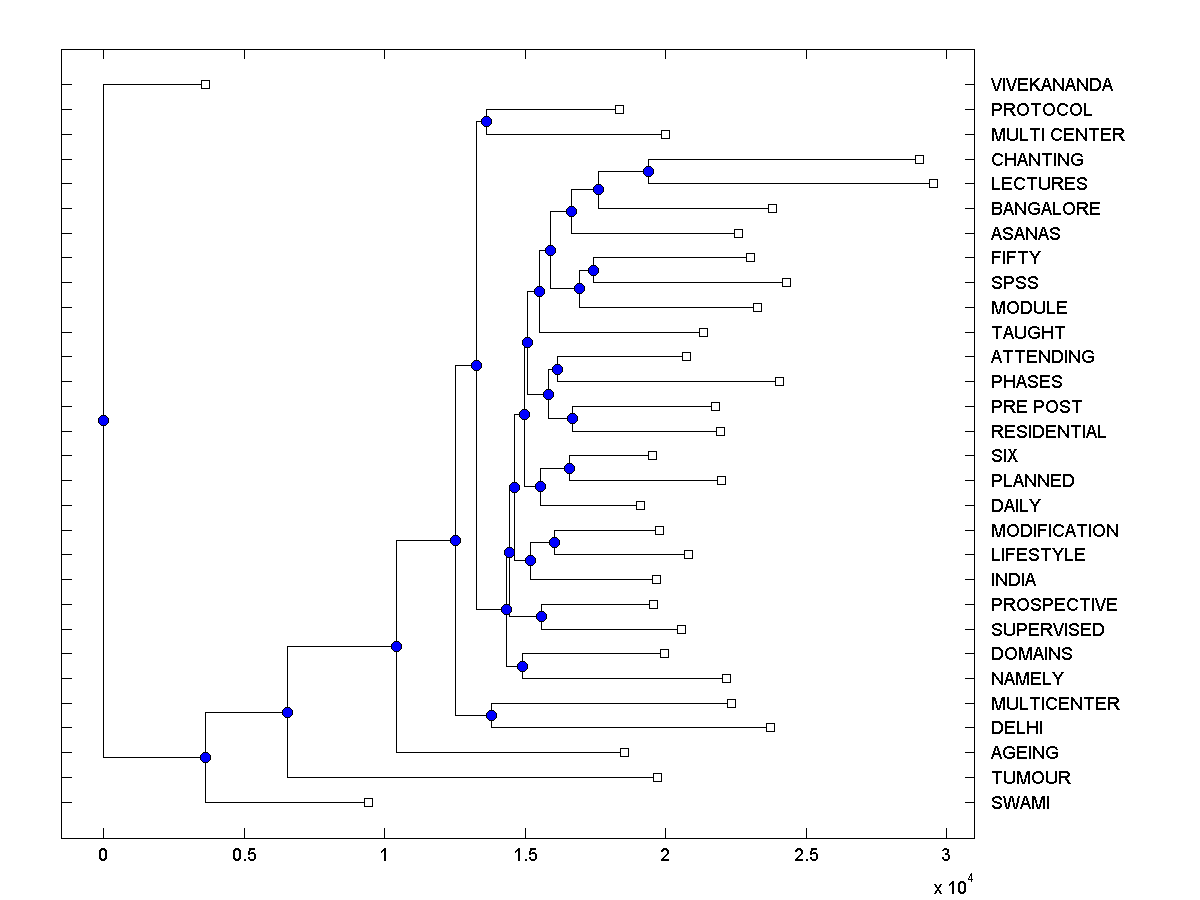 VIVEKANANDA
PROTOCOL
MULTI CENTER
CHANTING
LECTURES
BANGALORE
ASANAS
FIFTY
SPSS
MODULE
TAUGHT
ATTENDING
PHASES
PRE POST
RESIDENTIAL
SIX
PLANNED
DAILY
MODIFICATION
LIFESTYLE
INDIA
PROSPECTIVE
SUPERVISED
DOMAINS
NAMELY
MULTICENTER
DELHI
AGEING
TUMOUR
SWAMI
0 0.5 1 1.5 2 2.5 3
x 10^4